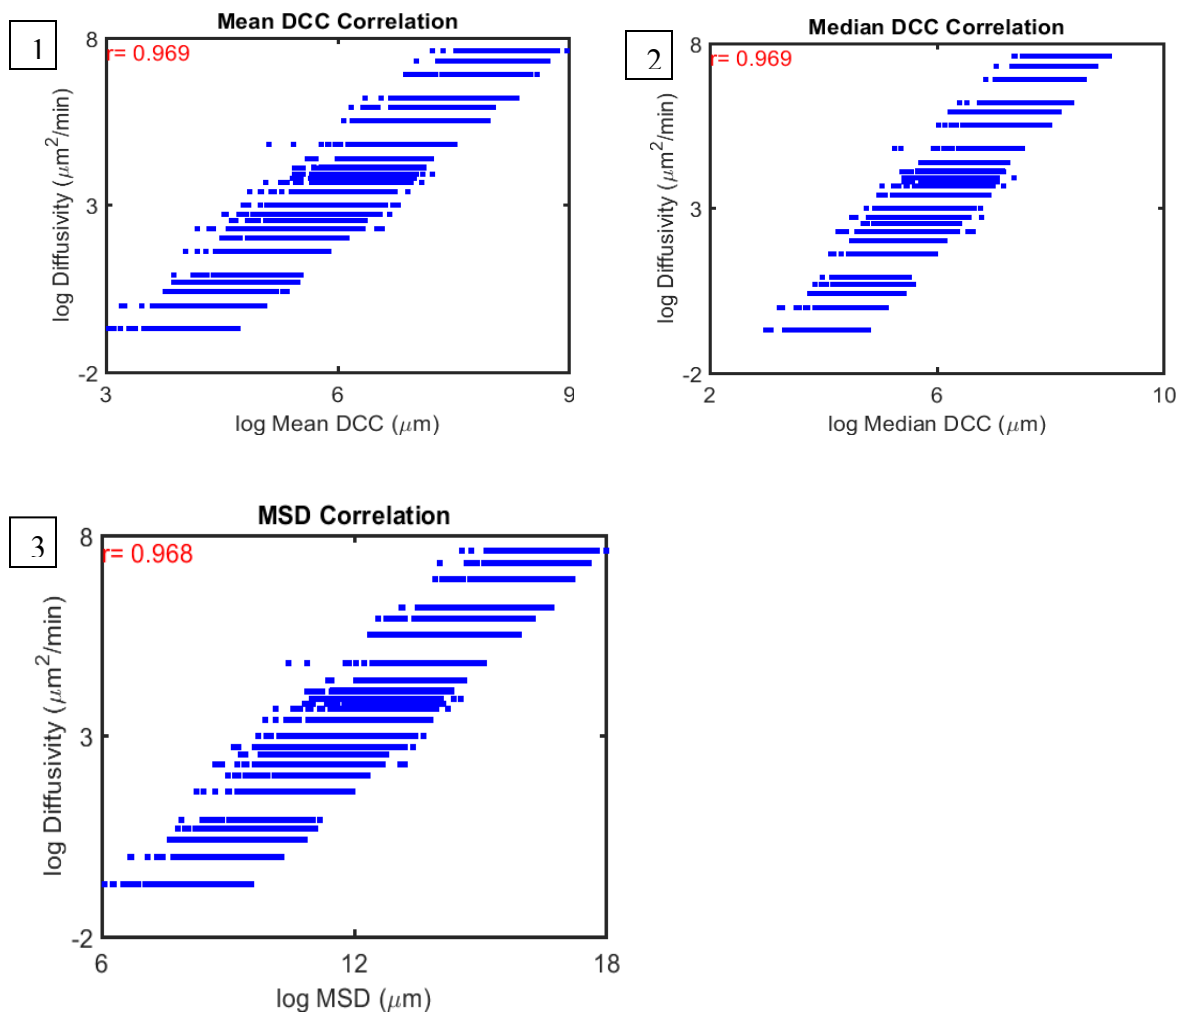 1
Mean DCC Correlation
r= 0.969
8
3
-2
3
6
9
log Diffusivity (μm²/min)
log Mean DCC (μm)
2
Median DCC Correlation
r= 0.969
8
3
-2
2
6
10
log Diffusivity (μm²/min)
log Median DCC (μm)
3
MSD Correlation
r= 0.968
8
3
-2
6
12
18
log Diffusivity (μm²/min)
log MSD (μm)